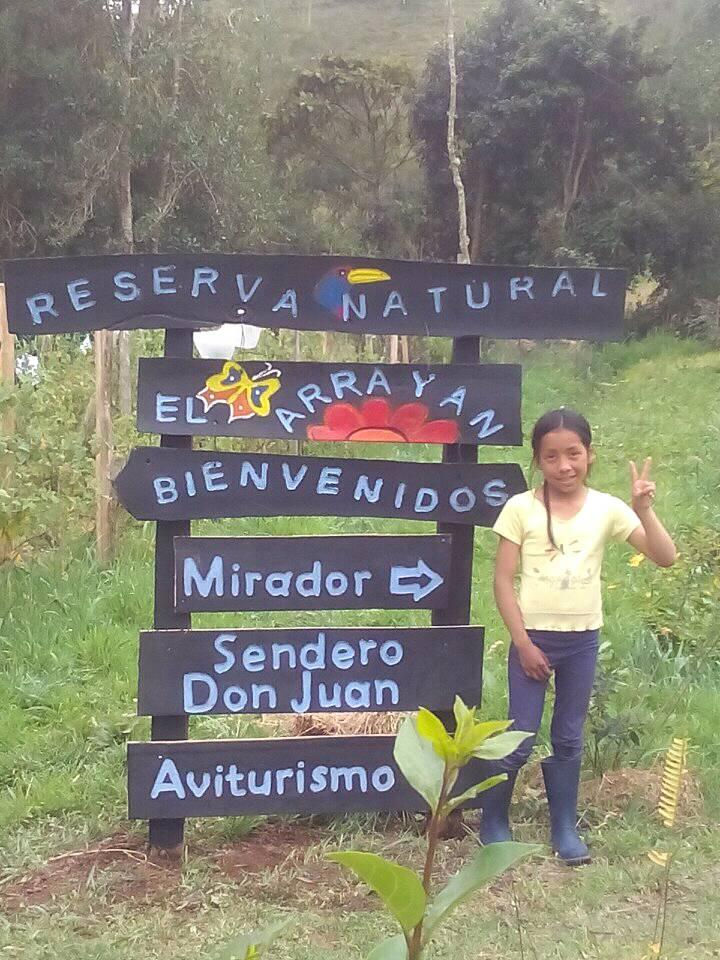 RESERVA NATURAL
EL ARRAYAN
BIENVENIDOS
Mirador
Sendero
Don Juan
Aviturismo